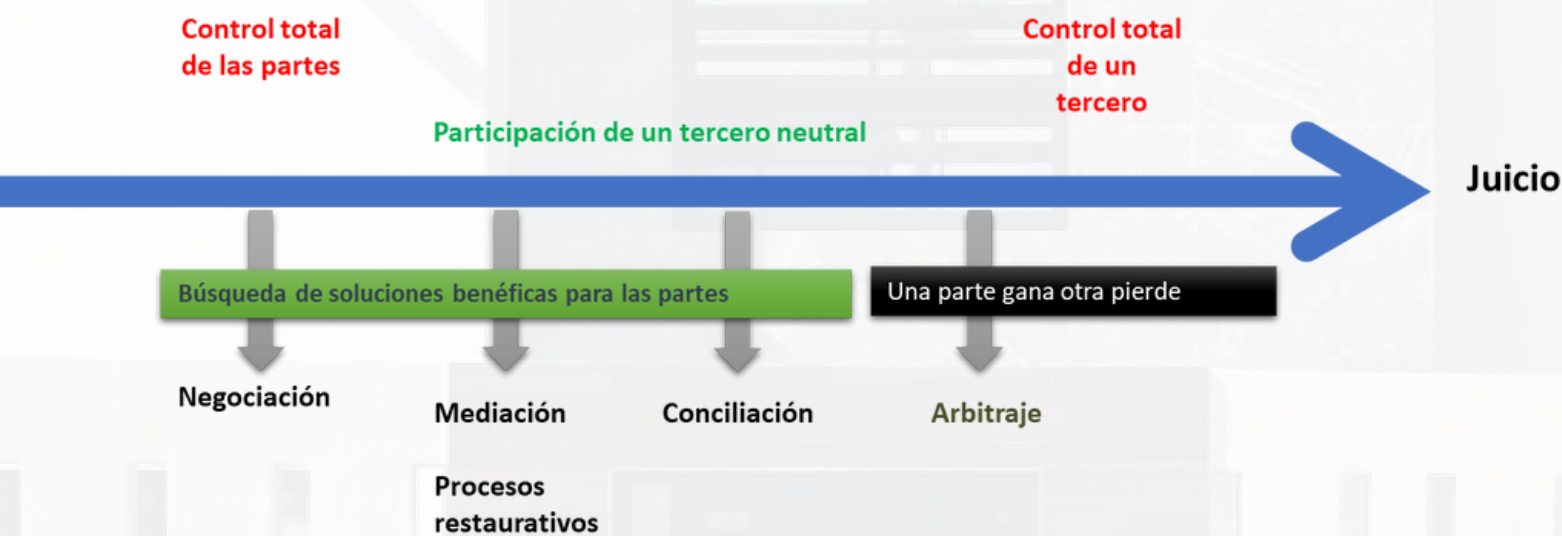 Control total
de las partes
Control total
de un
tercero
Participación de un tercero neutral
Juicio
Búsqueda de soluciones benéficas para las partes
Una parte gana otra pierde
Negociación
Mediación
Conciliación
Arbitraje
Procesos
restaurativos